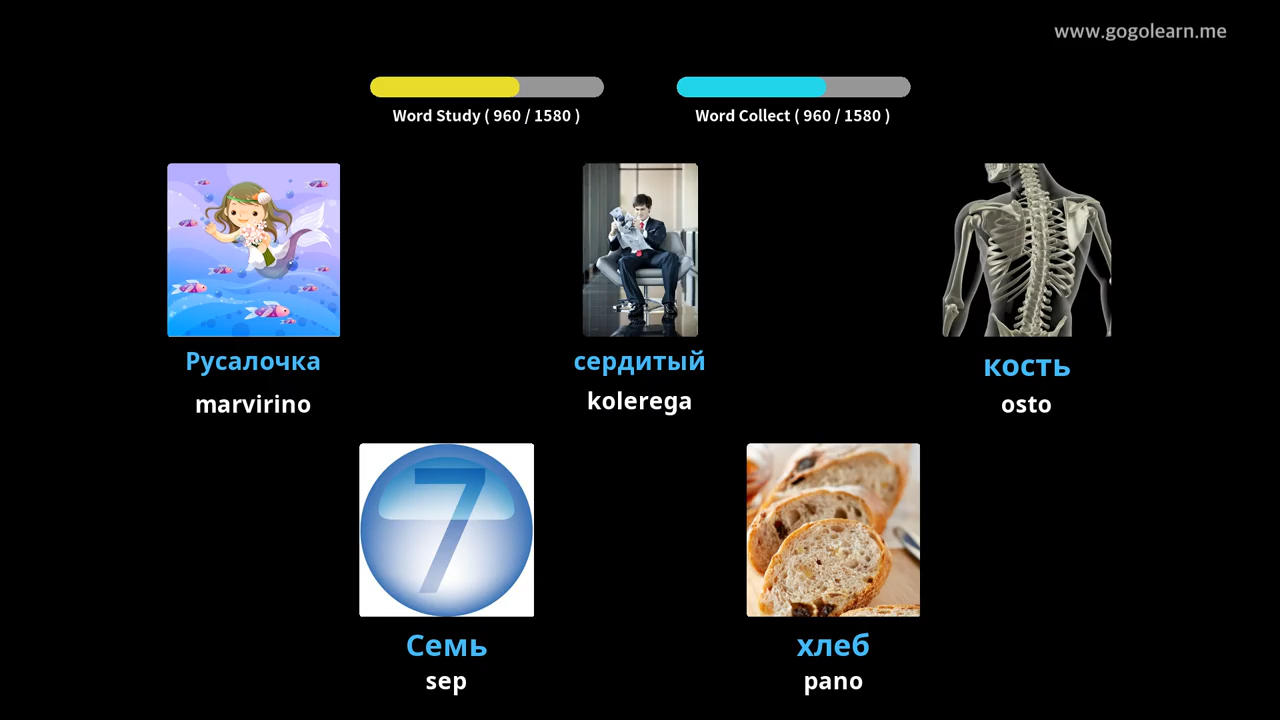 www.gogolearn.me
Word Study ( 960 / 1580 )
Word Collect ( 960 / 1580 )
Русалочка
marvirino
сердитый
kolerega
кость
osto
7
Семь
sep
хлеб
pano